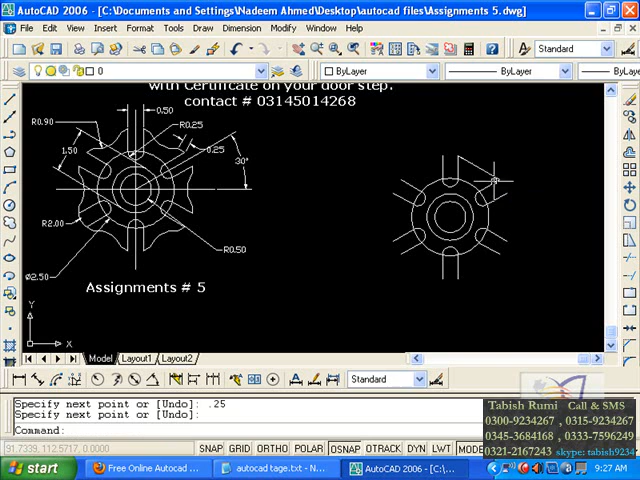 AutoCAD 2006 - [C:\Documents and Settings\Nadeem Ahmed\Desktop\autocad files\Assignments 5.dwg]
File Edit View Insert Format Tools Draw Dimension Modify Window Help
Standard
0
ByLayer
ByLayer
ByLayer
with Certificate on your door step.
contact # 03145014268
0.50
R0.90
R0.25
0.25
1.50
30°
R2.00
R0.50
Ø2.50
Assignments # 5
Y
X
Model Layout1 Layout2
Standard
Specify next point or [Undo]: .25
Specify next point or [Undo]:
Command:
91.7339, 112.5717, 0.0000
SNAP GRID ORTHO POLAR OSNAP OTRACK DYN LWT MODE
Tabish Rumi Call & SMS
0300-9234267 , 0315-9234267
0345-3684168 , 0333-7596249
0321-2167243 skype: tabish9234
start
Free Online Autocad ...
autocad tage.txt - N...
AutoCAD 2006 - [C:\...
9:27 AM